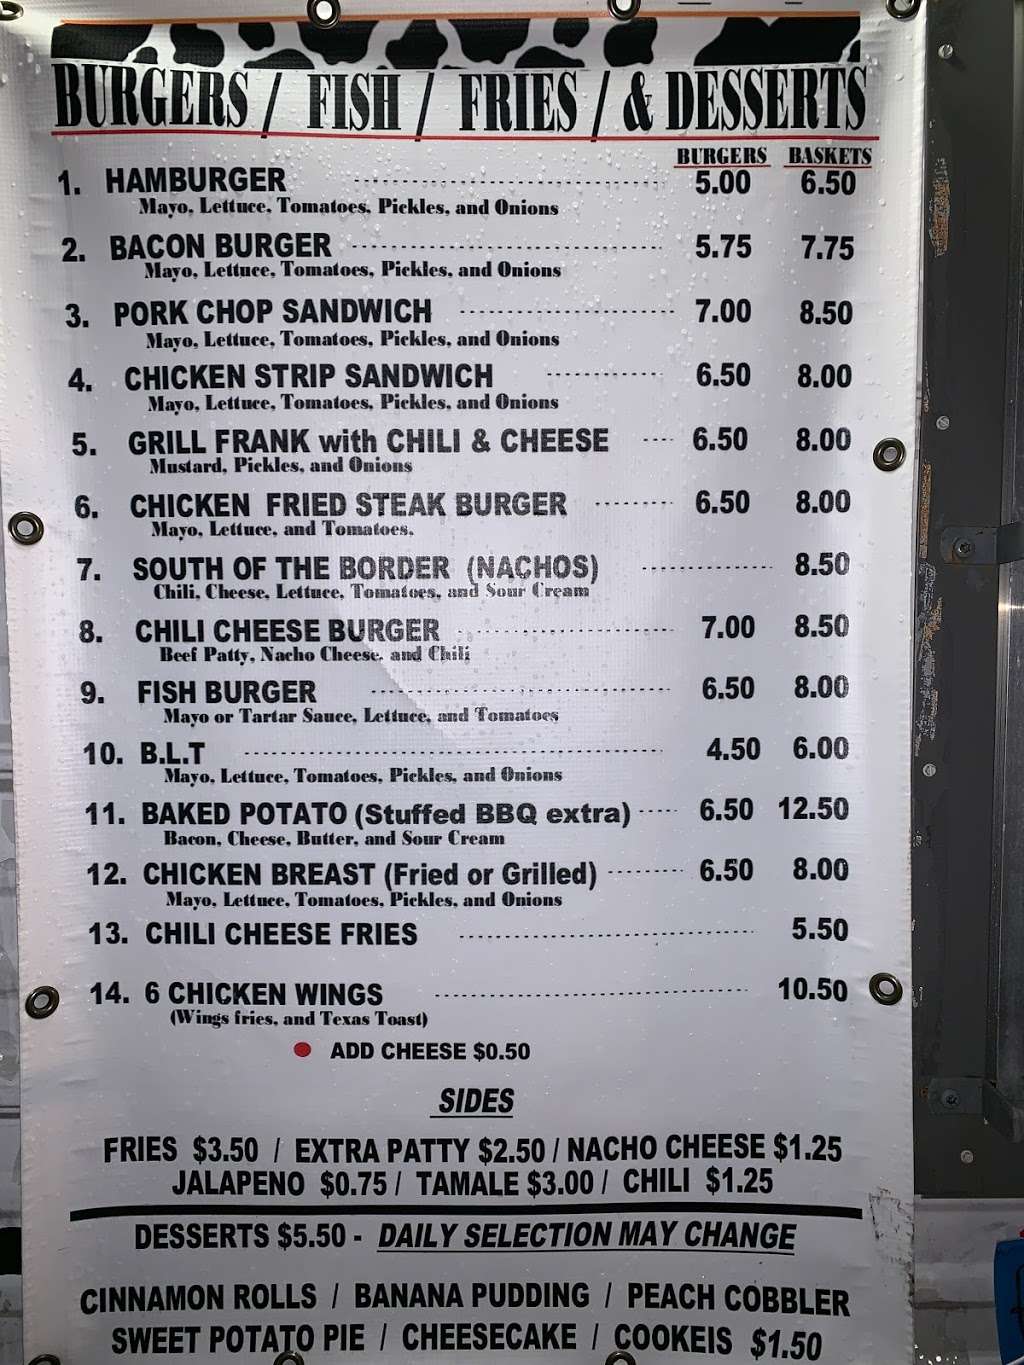 BURGERS / FISH / FRIES / & DESSERTS
BURGERS BASKETS
1. HAMBURGER 5.00 6.50
Mayo, Lettuce, Tomatoes, Pickles, and Onions
2. BACON BURGER 5.75 7.75
Mayo, Lettuce, Tomatoes, Pickles, and Onions
3. PORK CHOP SANDWICH 7.00 8.50
Mayo, Lettuce, Tomatoes, Pickles, and Onions
4. CHICKEN STRIP SANDWICH 6.50 8.00
Mayo, Lettuce, Tomatoes, Pickles, and Onions
5. GRILL FRANK with CHILI & CHEESE 6.50 8.00
Mustard, Pickles, and Onions
6. CHICKEN FRIED STEAK BURGER 6.50 8.00
Mayo, Lettuce, and Tomatoes.
7. SOUTH OF THE BORDER (NACHOS) 8.50
Chili, Cheese, Lettuce, Tomatoes, and Sour Cream
8. CHILI CHEESE BURGER 7.00 8.50
Beef Patty, Nacho Cheese, and Chili
9. FISH BURGER 6.50 8.00
Mayo or Tartar Sauce, Lettuce, and Tomatoes
10. B.L.T 4.50 6.00
Mayo, Lettuce, Tomatoes, Pickles, and Onions
11. BAKED POTATO (Stuffed BBQ extra) 6.50 12.50
Bacon, Cheese, Butter, and Sour Cream
12. CHICKEN BREAST (Fried or Grilled) 6.50 8.00
Mayo, Lettuce, Tomatoes, Pickles, and Onions
13. CHILI CHEESE FRIES 5.50
14. 6 CHICKEN WINGS 10.50
(Wings fries, and Texas Toast)
● ADD CHEESE $0.50
SIDES
FRIES $3.50 / EXTRA PATTY $2.50 / NACHO CHEESE $1.25
JALAPENO $0.75 / TAMALE $3.00 / CHILI $1.25
DESSERTS $5.50 - DAILY SELECTION MAY CHANGE
CINNAMON ROLLS / BANANA PUDDING / PEACH COBBLER
SWEET POTATO PIE / CHEESECAKE / COOKEIS $1.50